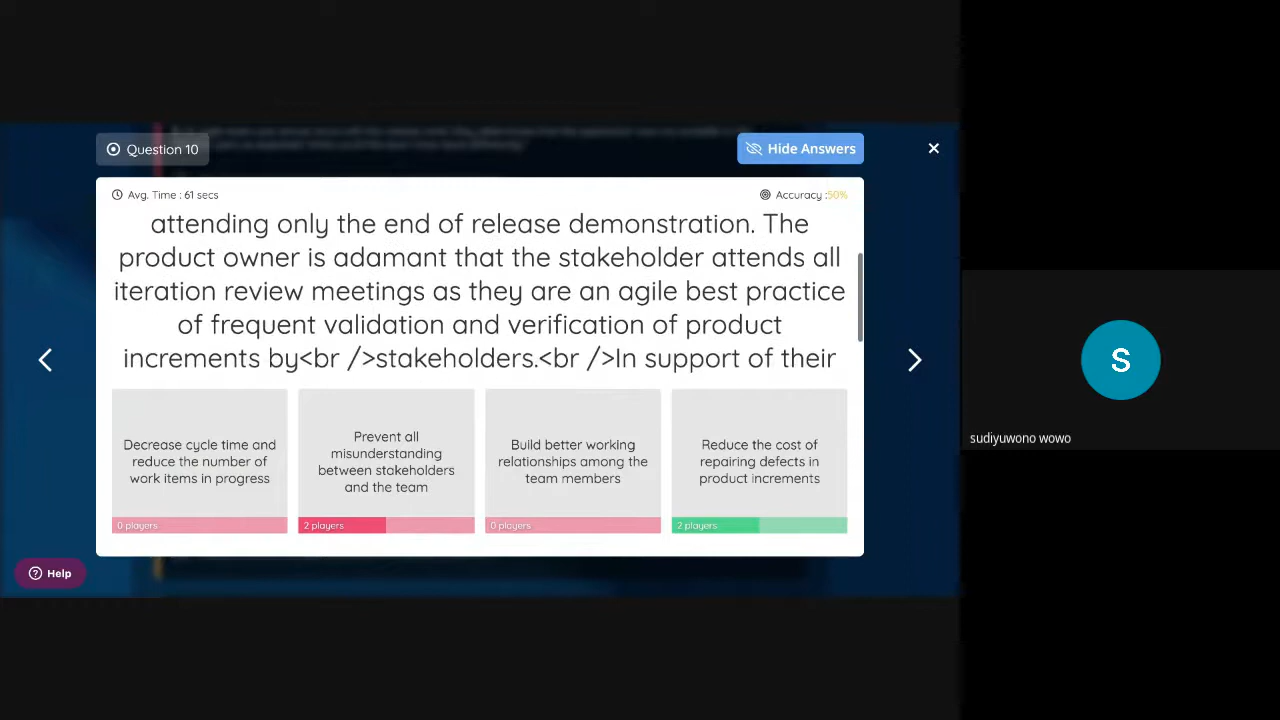 Question 10
Hide Answers
Avg. Time : 61 secs
Accuracy :50%
attending only the end of release demonstration. The
product owner is adamant that the stakeholder attends all
iteration review meetings as they are an agile best practice
of frequent validation and verification of product
increments by<br />stakeholders.<br />In support of their
Decrease cycle time and
reduce the number of
work items in progress
0 players
Prevent all
misunderstanding
between stakeholders
and the team
2 players
Build better working
relationships among the
team members
0 players
Reduce the cost of
repairing defects in
product increments
2 players
Help
S
sudiyuwono wowo